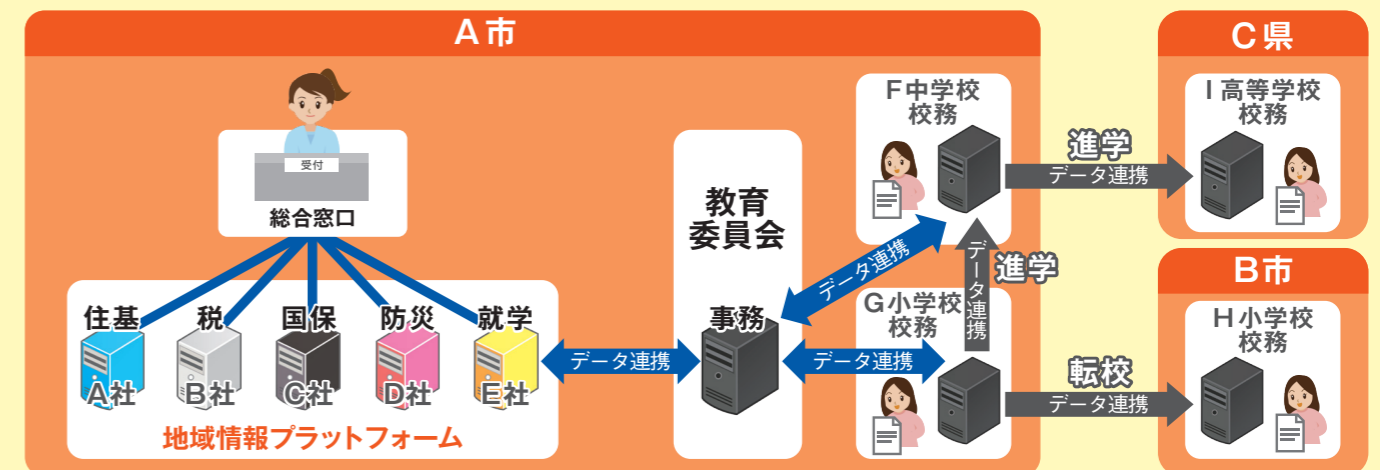 A市
受付
総合窓口
住基
税
国保
防災
就学
A社
B社
C社
D社
E社
地域情報プラットフォーム
データ連携
教育
委員会
事務
データ連携
データ連携
F中学校
校務
進学
データ連携
G小学校
校務
進学
データ連携
転校
データ連携
C県
I高等学校
校務
B市
H小学校
校務